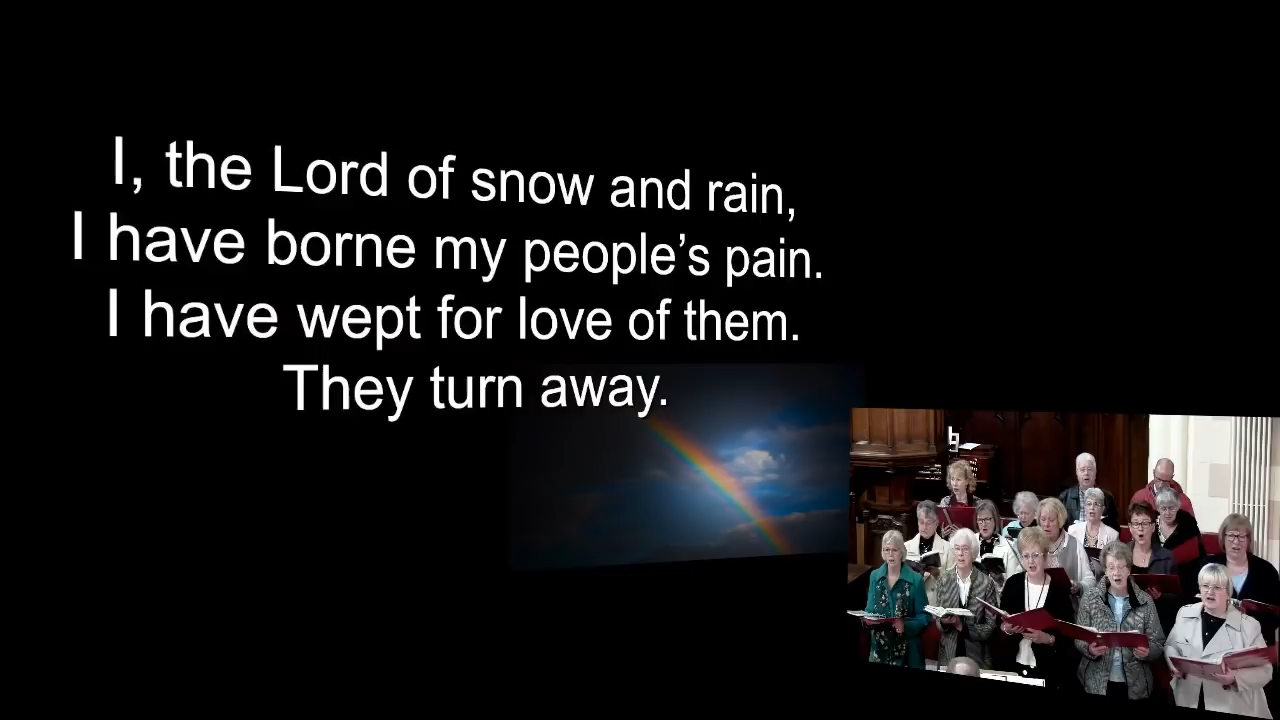 I, the Lord of snow and rain,
I have borne my people’s pain.
I have wept for love of them.
They turn away.